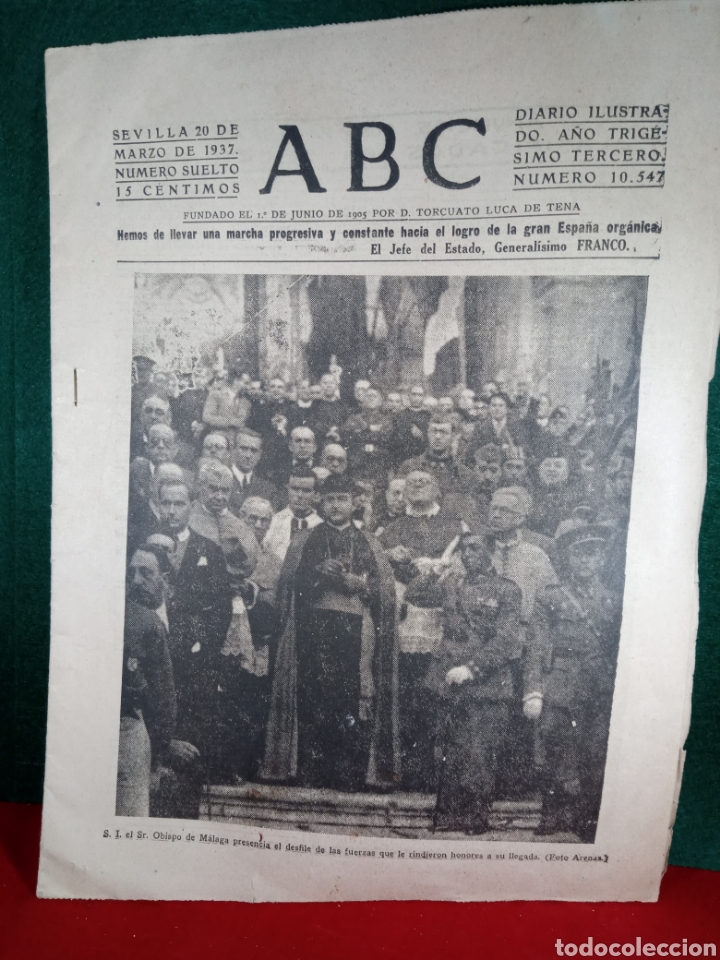 SEVILLA 20 DE
MARZO DE 1937.
NUMERO SUELTO
15 CENTIMOS
ABC
DIARIO ILUSTRA-
DO. AÑO TRIGE-
SIMO TERCERO.
NUMERO 10.547
FUNDADO EL 1.º DE JUNIO DE 1905 POR D. TORCUATO LUCA DE TENA
Hemos de llevar una marcha progresiva y constante hacia el logro de la gran España orgánica.
El Jefe del Estado, Generalísimo FRANCO.
S. I. el Sr. Obispo de Málaga presencia el desfile de las fuerzas que le rindieron honores a su llegada. (Foto Arenas.)
todocoleccion